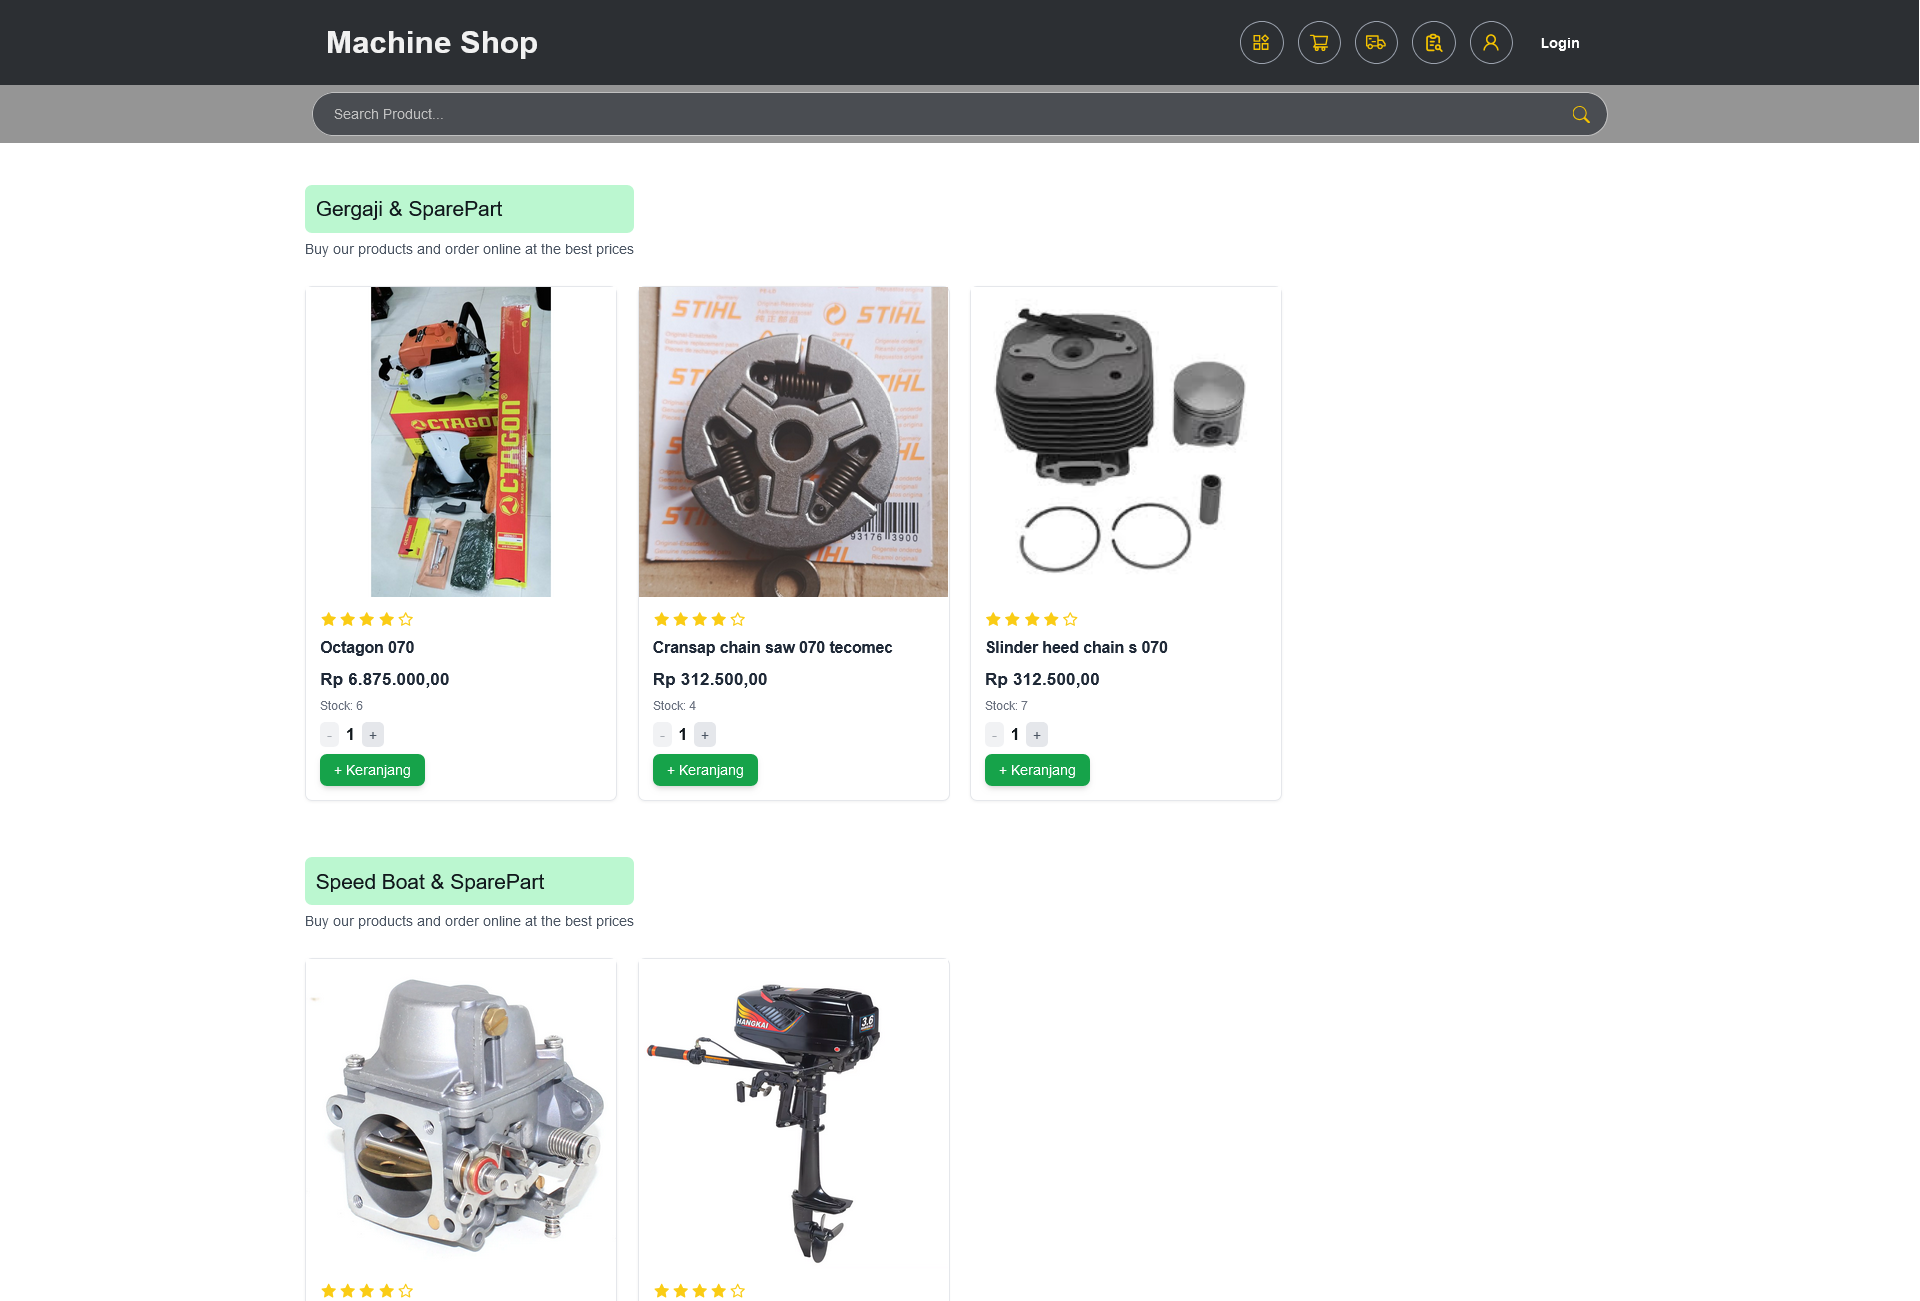 Machine Shop
Login
Search Product...
Gergaji & SparePart
Buy our products and order online at the best prices
OCTAGON
OCTAGON
STIHL
STIHL
STIHL
93176 3900
Octagon 070
Rp 6.875.000,00
Stock: 6
- 1 +
+ Keranjang
Cransap chain saw 070 tecomec
Rp 312.500,00
Stock: 4
- 1 +
+ Keranjang
Slinder heed chain s 070
Rp 312.500,00
Stock: 7
- 1 +
+ Keranjang
Speed Boat & SparePart
Buy our products and order online at the best prices
HANGKAI
3.6